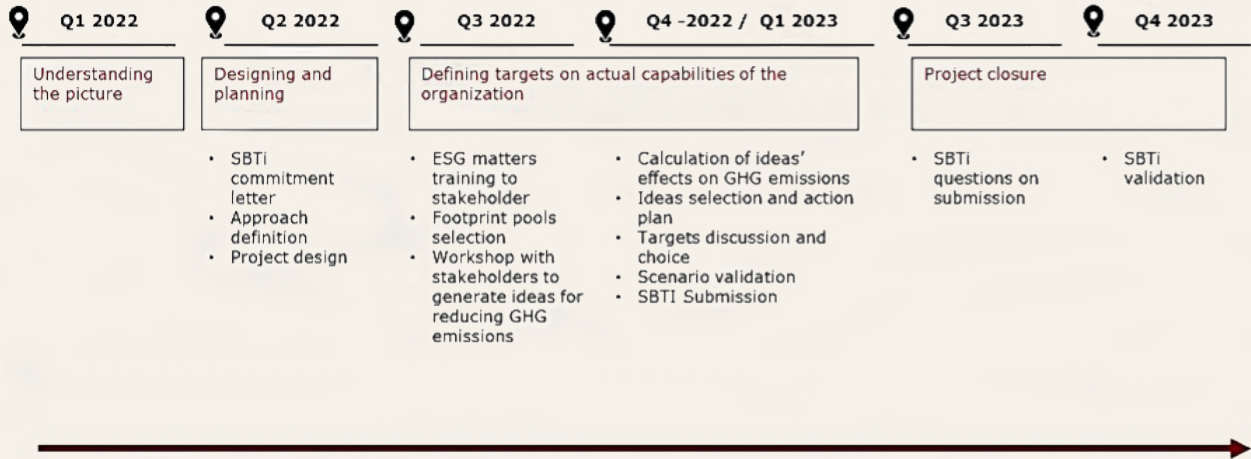 Q1 2022
Q2 2022
Q3 2022
Q4 -2022 / Q1 2023
Q3 2023
Q4 2023
Understanding
the picture
Designing and
planning
Defining targets on actual capabilities of the
organization
Project closure
• SBTi
commitment
letter
• Approach
definition
• Project design
• ESG matters
training to
stakeholder
• Footprint pools
selection
• Workshop with
stakeholders to
generate ideas for
reducing GHG
emissions
• Calculation of ideas’
effects on GHG emissions
• Ideas selection and action
plan
• Targets discussion and
choice
• Scenario validation
• SBTI Submission
• SBTi
questions on
submission
• SBTi
validation